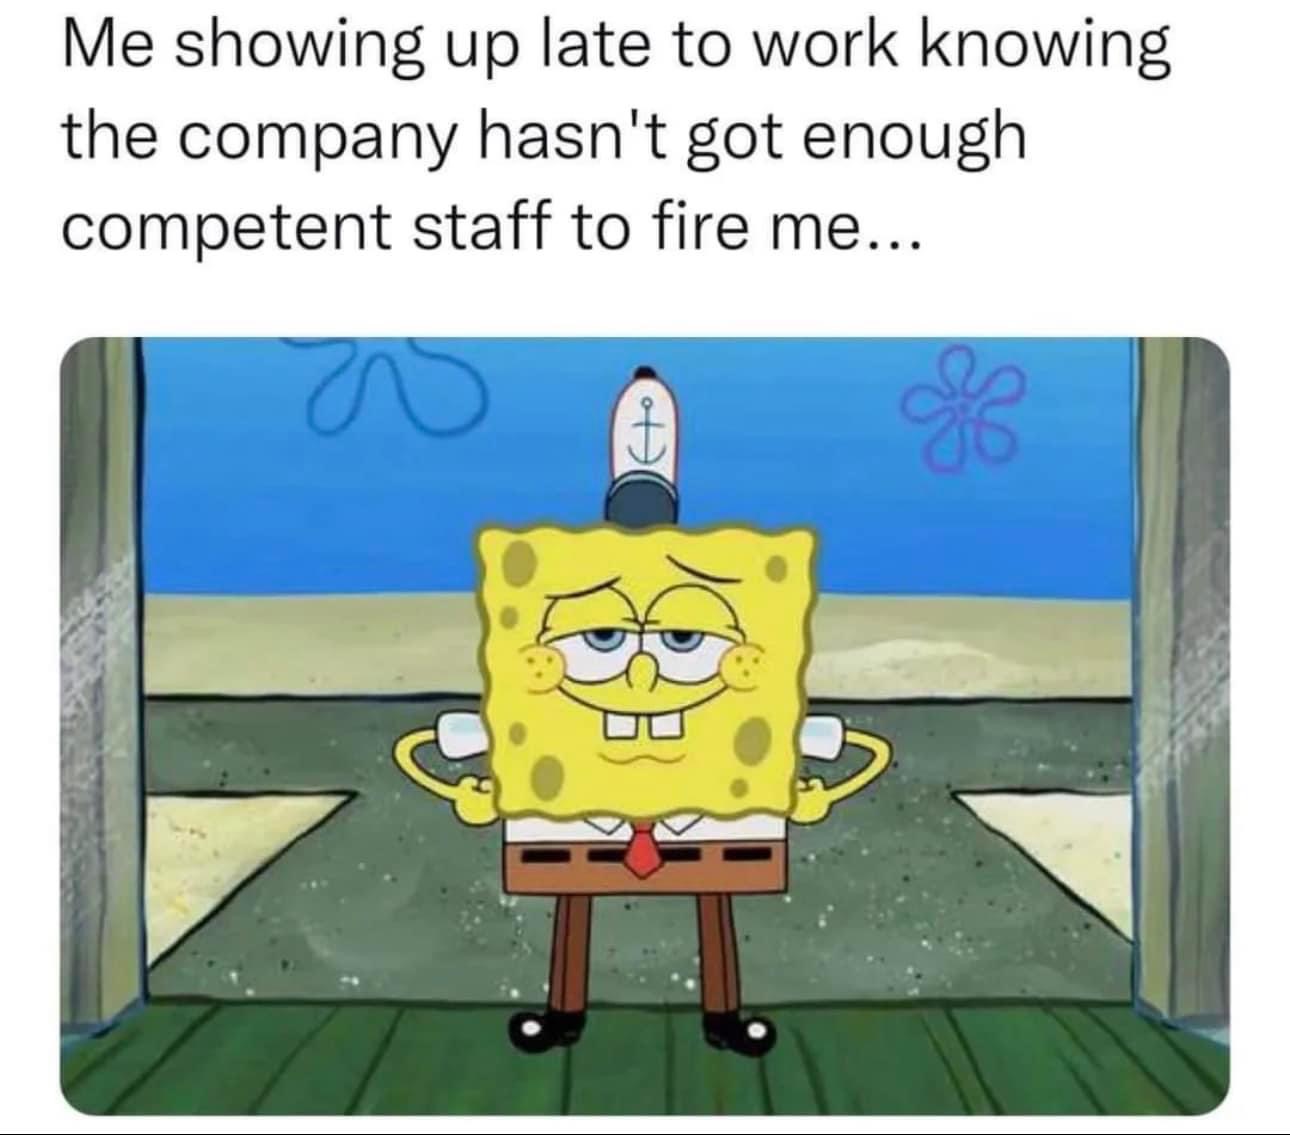 Me showing up late to work knowing
the company hasn't got enough
competent staff to fire me...